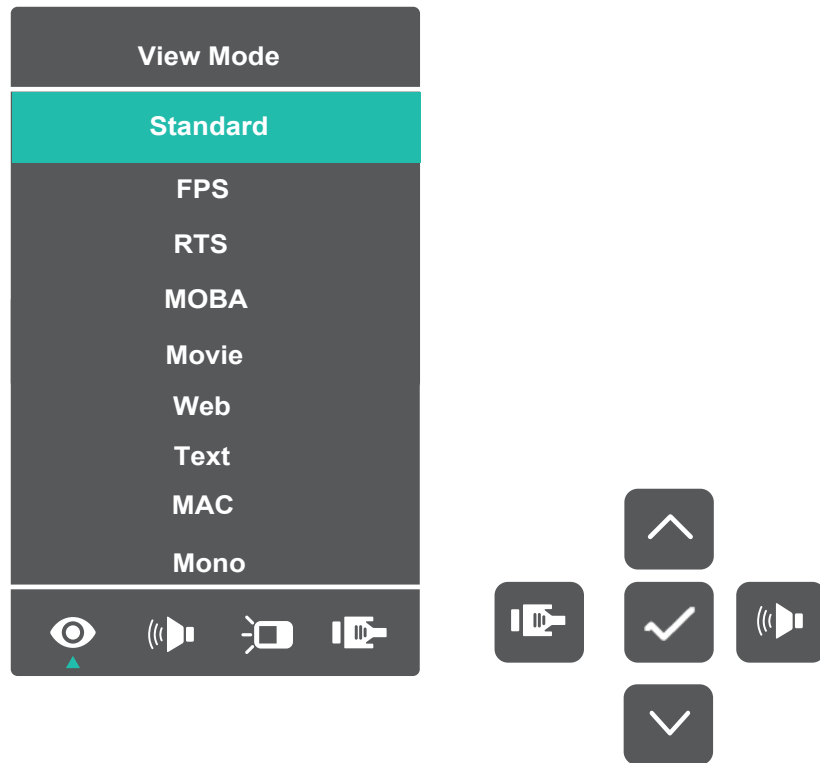 View Mode
Standard
FPS
RTS
MOBA
Movie
Web
Text
MAC
Mono